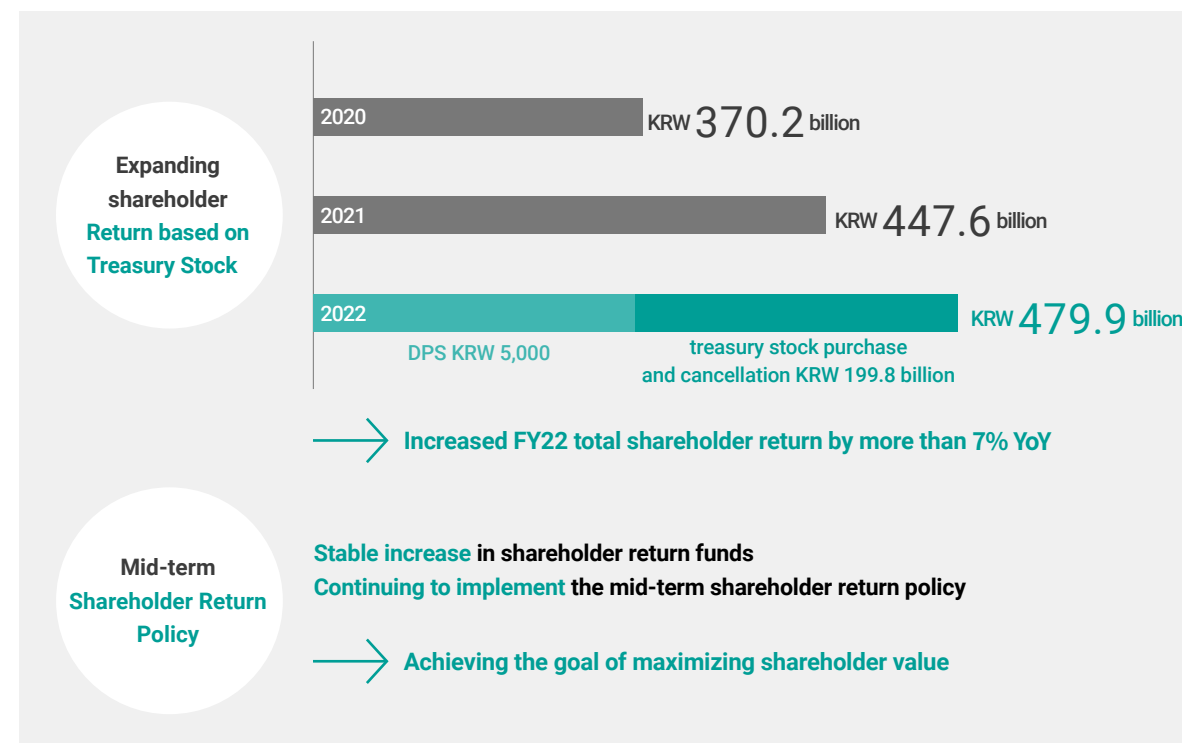 Expanding
shareholder
Return based on
Treasury Stock
2020
KRW 370.2 billion
2021
KRW 447.6 billion
2022
KRW 479.9 billion
DPS KRW 5,000
treasury stock purchase
and cancellation KRW 199.8 billion
Increased FY22 total shareholder return by more than 7% YoY
Mid-term
Shareholder Return
Policy
Stable increase in shareholder return funds
Continuing to implement the mid-term shareholder return policy
Achieving the goal of maximizing shareholder value